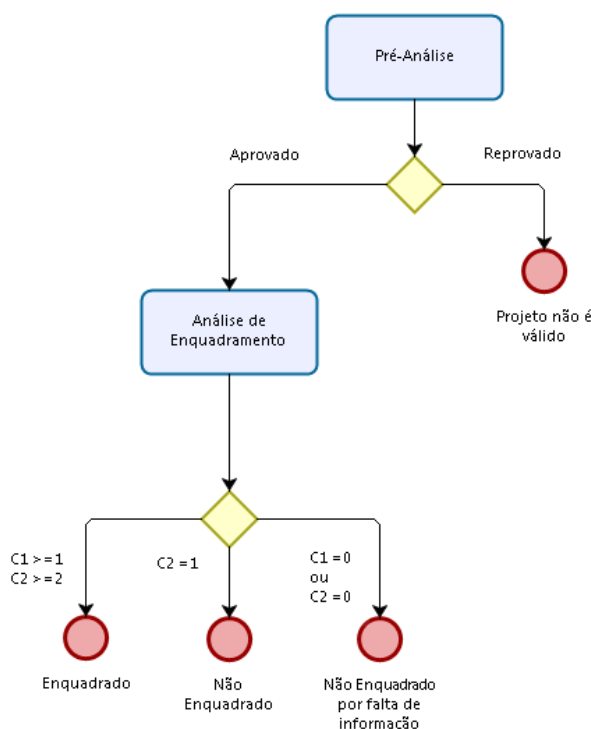 Pré-Análise
Aprovado
Reprovado
Projeto não é
válido
Análise de
Enquadramento
C1 >=1
C2 >=2
C2 =1
C1 =0
ou
C2 =0
Enquadrado
Não
Enquadrado
Não Enquadrado
por falta de
informação